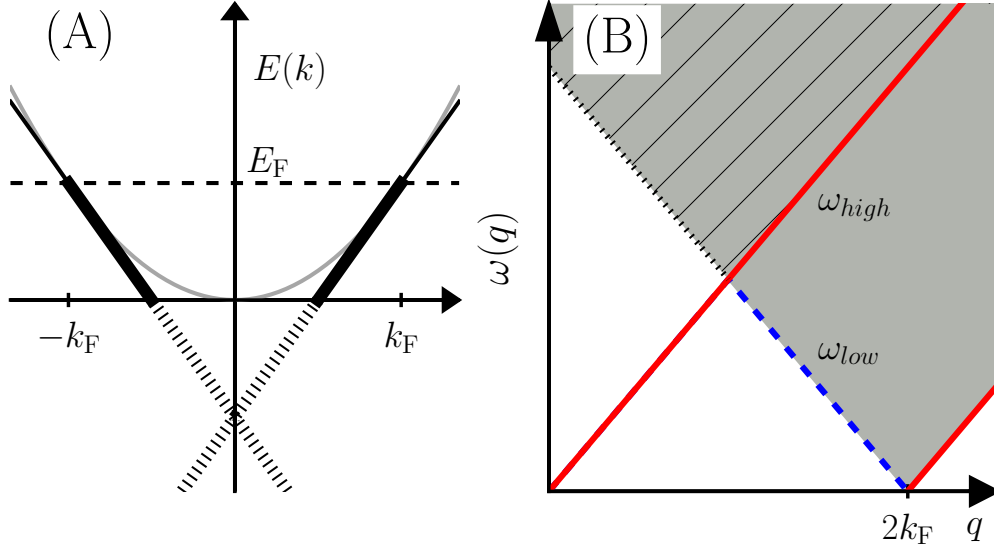 (A)
E(k)
E_F
−k_F
k_F
(B)
ω(q)
ω_high
ω_low
2k_F
q